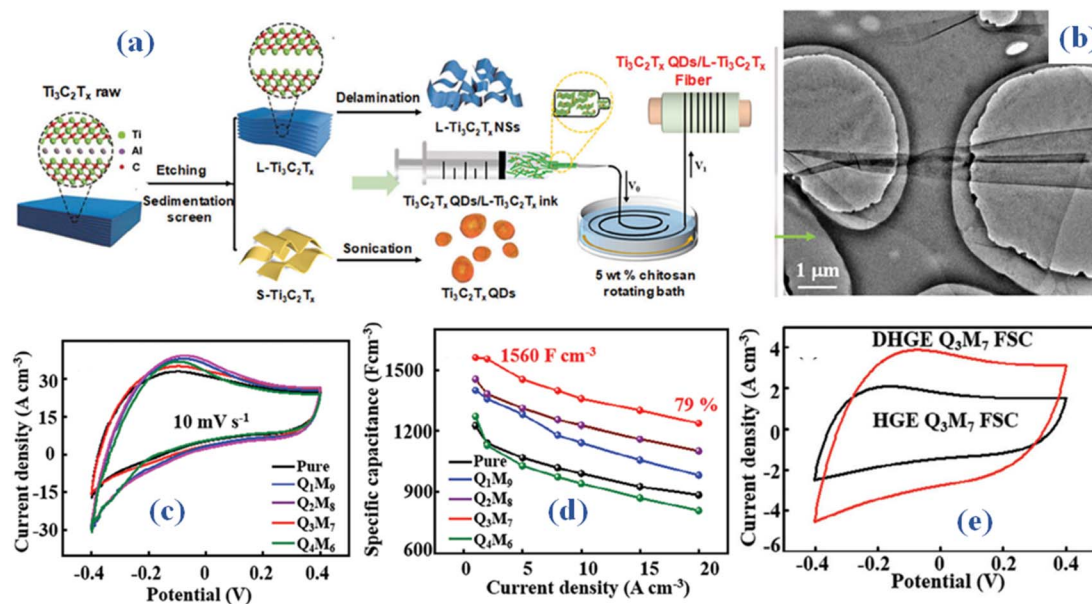 (a)
Ti3C2Tx raw
Ti
Al
C
Etching
Sedimentation
screen
L-Ti3C2Tx
S-Ti3C2Tx
Delamination
Sonication
L-Ti3C2Tx NSs
Ti3C2Tx QDs/L-Ti3C2Tx ink
Ti3C2Tx QDs
V0
V1
Ti3C2Tx QDs/L-Ti3C2Tx
Fiber
5 wt % chitosan
rotating bath
(b)
1 μm
Current density (A cm-3)
30
15
0
-15
-30
10 mV s-1
Pure
Q1M9
Q2M8
Q3M7
Q4M6
(c)
-0.4 -0.2 0 0.2 0.4
Potential (V)
Specific capacitance (Fcm-3)
1500
1200
900
600
1560 F cm-3
79 %
Pure
Q1M9
Q2M8
Q3M7
Q4M6
(d)
0 5 10 15 20
Current density (A cm-3)
Current density (A cm-3)
4
2
0
-2
-4
-6
DHGE Q3M7 FSC
HGE Q3M7 FSC
(e)
-0.4 -0.2 0 0.2 0.4
Potential (V)